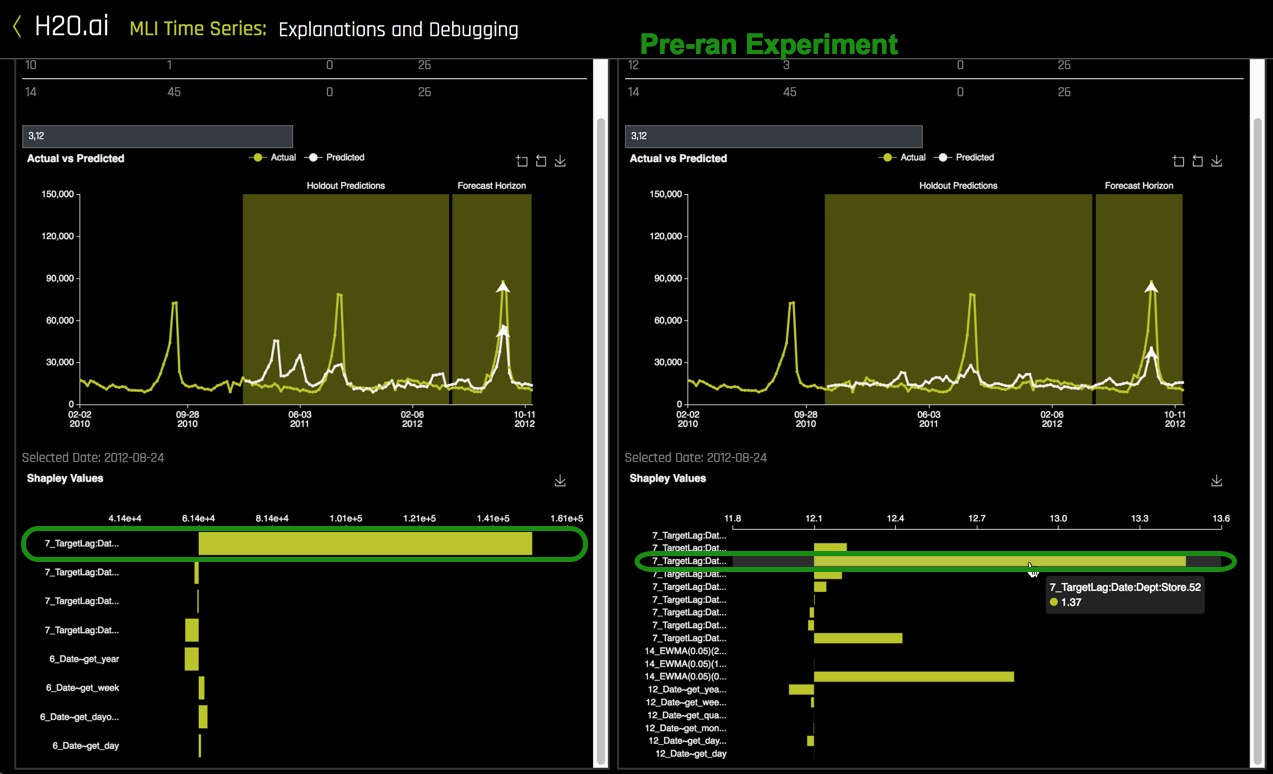 H2O.ai MLI Time Series: Explanations and Debugging
Pre-ran Experiment
10 1 0 26
14 45 0 26
3,12
Actual vs Predicted
Actual Predicted
Holdout Predictions Forecast Horizon
150,000
120,000
90,000
60,000
30,000
0
02-02 09-28 06-03 02-06 10-11
2010 2010 2011 2012 2012
Selected Date: 2012-08-24
Shapley Values
4.14e+4 6.14e+4 8.14e+4 1.01e+5 1.21e+5 1.41e+5 1.61e+5
7_TargetLag:Dat...
7_TargetLag:Dat...
7_TargetLag:Dat...
7_TargetLag:Dat...
6_Date~get_year
6_Date~get_week
6_Date~get_dayo...
6_Date~get_day
12 3 0 26
14 45 0 26
3,12
Actual vs Predicted
Actual Predicted
Holdout Predictions Forecast Horizon
150,000
120,000
90,000
60,000
30,000
0
02-02 09-28 06-03 02-06 10-11
2010 2010 2011 2012 2012
Selected Date: 2012-08-24
Shapley Values
11.8 12.1 12.4 12.7 13.0 13.3 13.6
7_TargetLag:Dat...
7_TargetLag:Dat...
7_TargetLag:Dat...
7_TargetLag:Dat...
7_TargetLag:Dat...
7_TargetLag:Dat...
7_TargetLag:Dat...
7_TargetLag:Dat...
7_TargetLag:Dat...
14_EWMA(0.05)(2...
14_EWMA(0.05)(1...
14_EWMA(0.05)(0...
12_Date~get_yea...
12_Date~get_wee...
12_Date~get_qua...
12_Date~get_mon...
12_Date~get_day...
12_Date~get_day
7_TargetLag:Date:Dept:Store.52
1.37